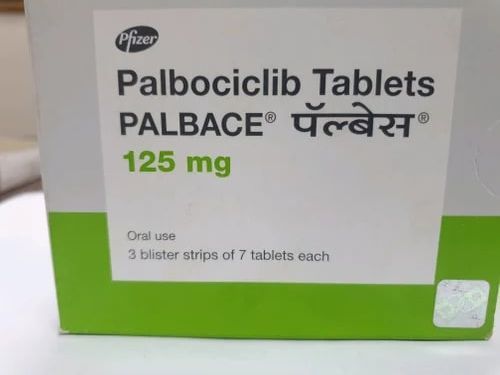 Pfizer
Palbociclib Tablets
PALBACE® पॅल्बेस®
125 mg
Oral use
3 blister strips of 7 tablets each